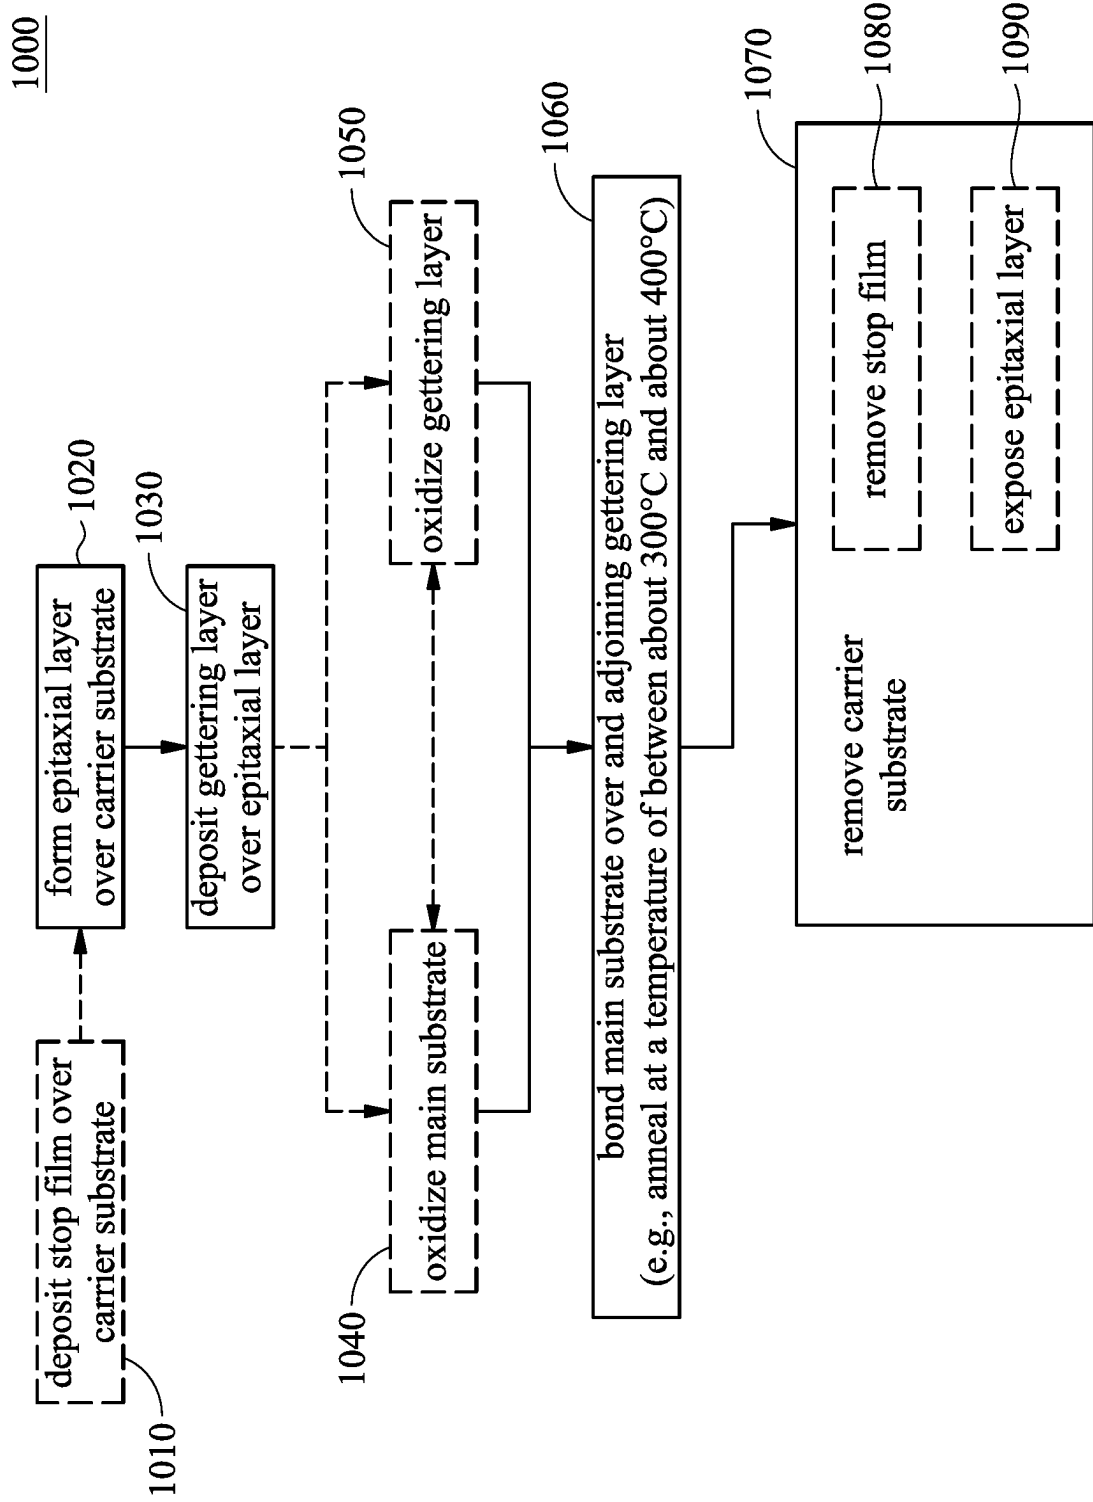 1000
deposit stop film over
carrier substrate
1010
form epitaxial layer
over carrier substrate
1020
deposit gettering layer
over epitaxial layer
1030
oxidize main substrate
1040
oxidize gettering layer
1050
bond main substrate over and adjoining gettering layer
(e.g., anneal at a temperature of between about 300°C and about 400°C)
1060
remove carrier
substrate
1070
remove stop film
1080
expose epitaxial layer
1090